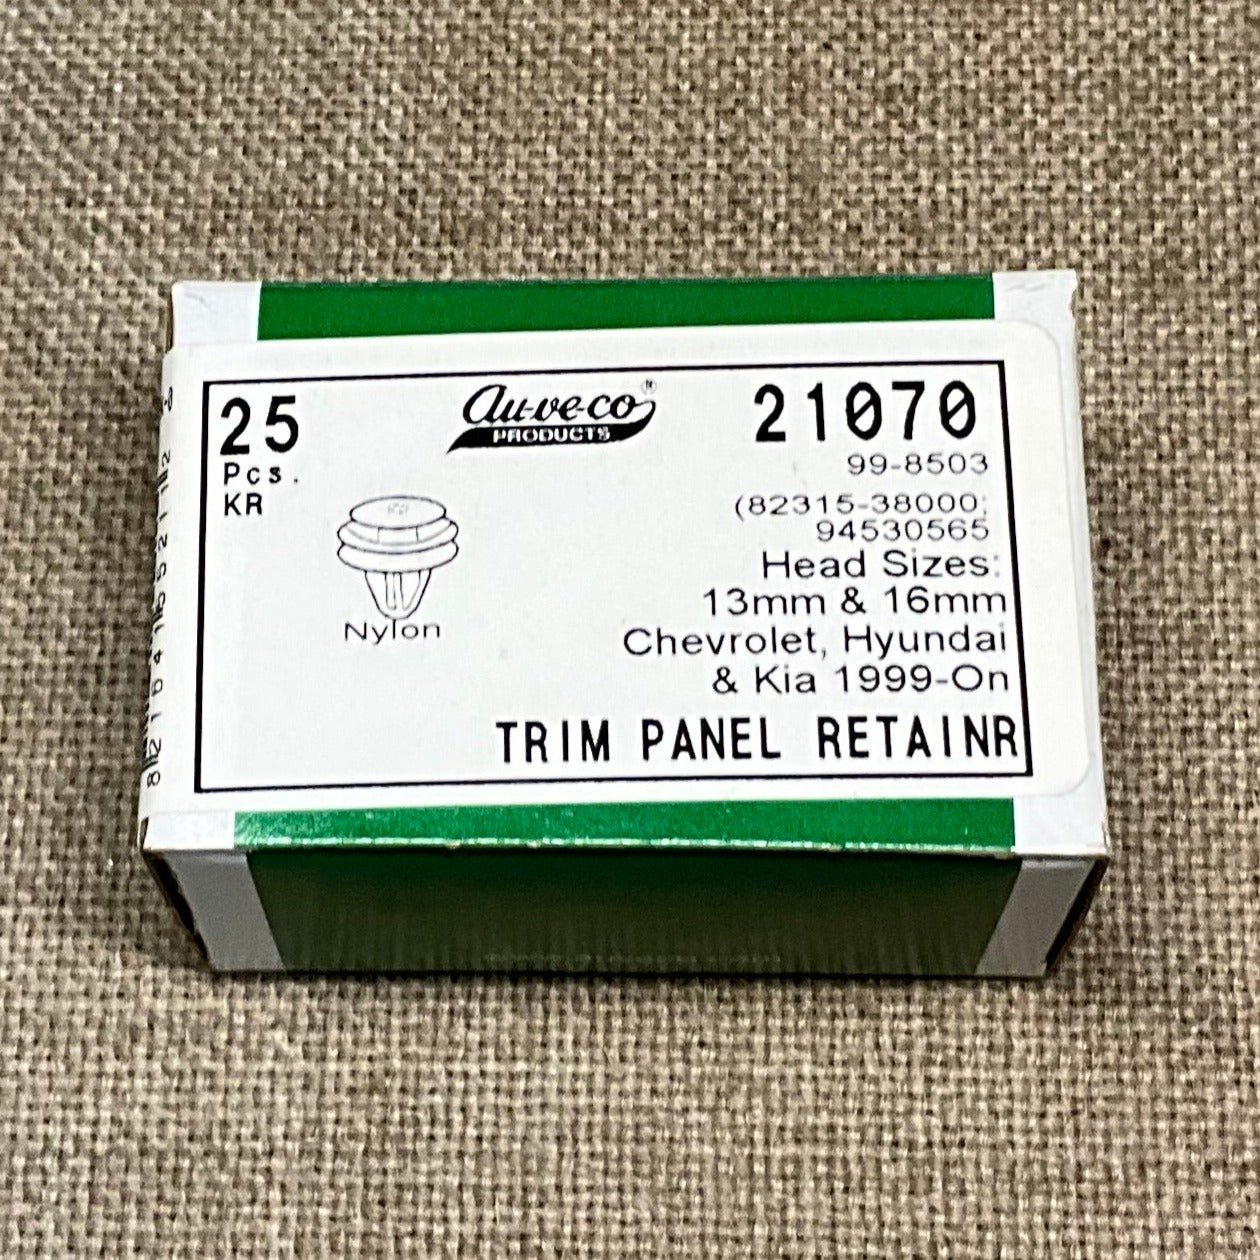 25
Pcs.
KR
au-ve-co®
PRODUCTS
21070
99-8503
(82315-38000;
94530565
Head Sizes:
13mm & 16mm
Chevrolet, Hyundai
& Kia 1999-On
Nylon
TRIM PANEL RETAINR